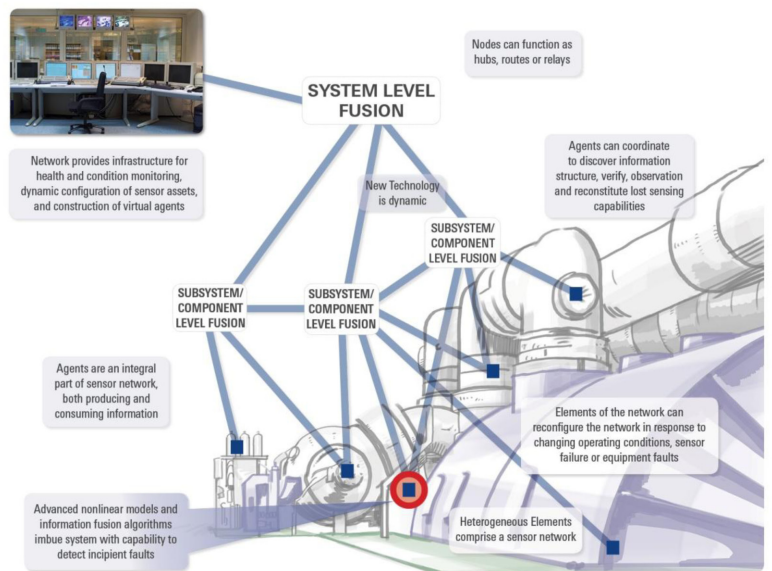 Nodes can function as
hubs, routes or relays
SYSTEM LEVEL
FUSION
Network provides infrastructure for
health and condition monitoring,
dynamic configuration of sensor assets,
and construction of virtual agents
Agents can coordinate
to discover information
structure, verify, observation
and reconstitute lost sensing
capabilities
New Technology
is dynamic
SUBSYSTEM/
COMPONENT
LEVEL FUSION
SUBSYSTEM/
COMPONENT
LEVEL FUSION
SUBSYSTEM/
COMPONENT
LEVEL FUSION
Agents are an integral
part of sensor network,
both producing and
consuming information
Elements of the network can
reconfigure the network in response to
changing operating conditions, sensor
failure or equipment faults
Advanced nonlinear models and
information fusion algorithms
imbue system with capability to
detect incipient faults
Heterogeneous Elements
comprise a sensor network